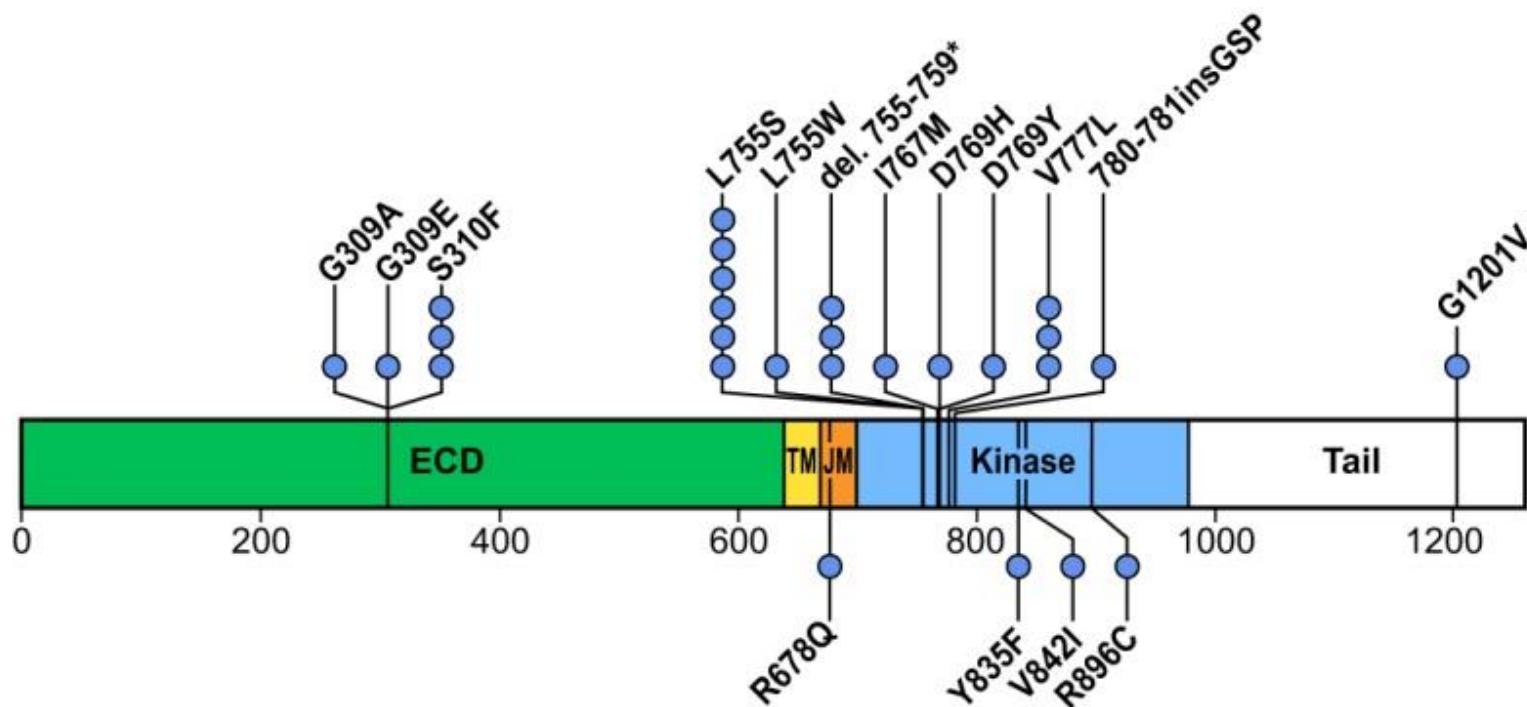 G309A
G309E
S310F
L755S
L755W
del. 755-759*
I767M
D769H
D769Y
V777L
780-781insGSP
G1201V
ECD
TM
JM
Kinase
Tail
0
200
400
600
800
1000
1200
R678Q
Y835F
V842I
R896C